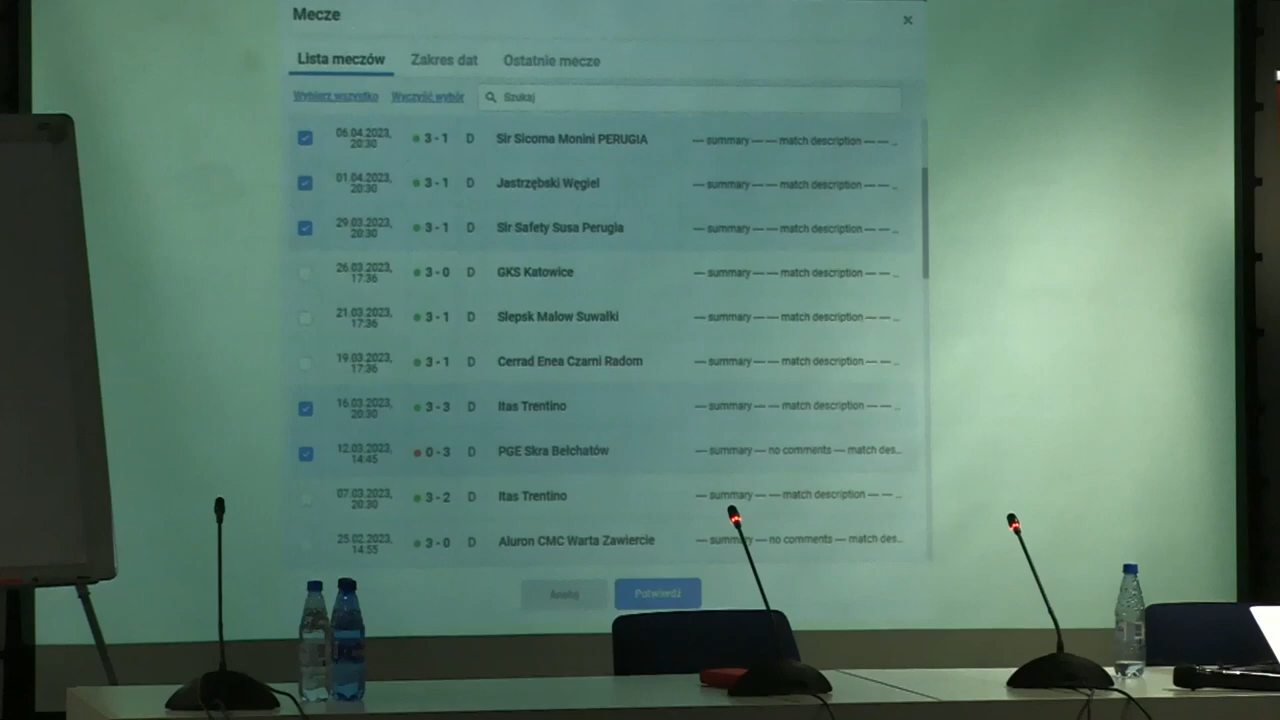 Mecze
Lista meczów Zakres dat Ostatnie mecze
Wybierz wszystko Wyczyść wybór Szukaj
06.04.2023, 20:30 3 - 1 D Sir Sicoma Monini PERUGIA — summary — — match description — — ...
01.04.2023, 20:30 3 - 1 D Jastrzębski Węgiel — summary — — match description — — ...
29.03.2023, 20:30 3 - 1 D Sir Safety Susa Perugia — summary — — match description — — ...
26.03.2023, 17:36 3 - 0 D GKS Katowice — summary — — match description — — ...
21.03.2023, 17:36 3 - 1 D Ślepsk Malow Suwałki — summary — — match description — — ...
19.03.2023, 17:36 3 - 1 D Cerrad Enea Czarni Radom — summary — — match description — — ...
16.03.2023, 20:30 3 - 3 D Itas Trentino — summary — — match description — — ...
12.03.2023, 14:45 0 - 3 D PGE Skra Bełchatów — summary — no comments — match des...
07.03.2023, 20:30 3 - 2 D Itas Trentino — summary — — match description — — ...
25.02.2023, 14:55 3 - 0 D Aluron CMC Warta Zawiercie — summary — no comments — match des...
Anuluj Potwierdź